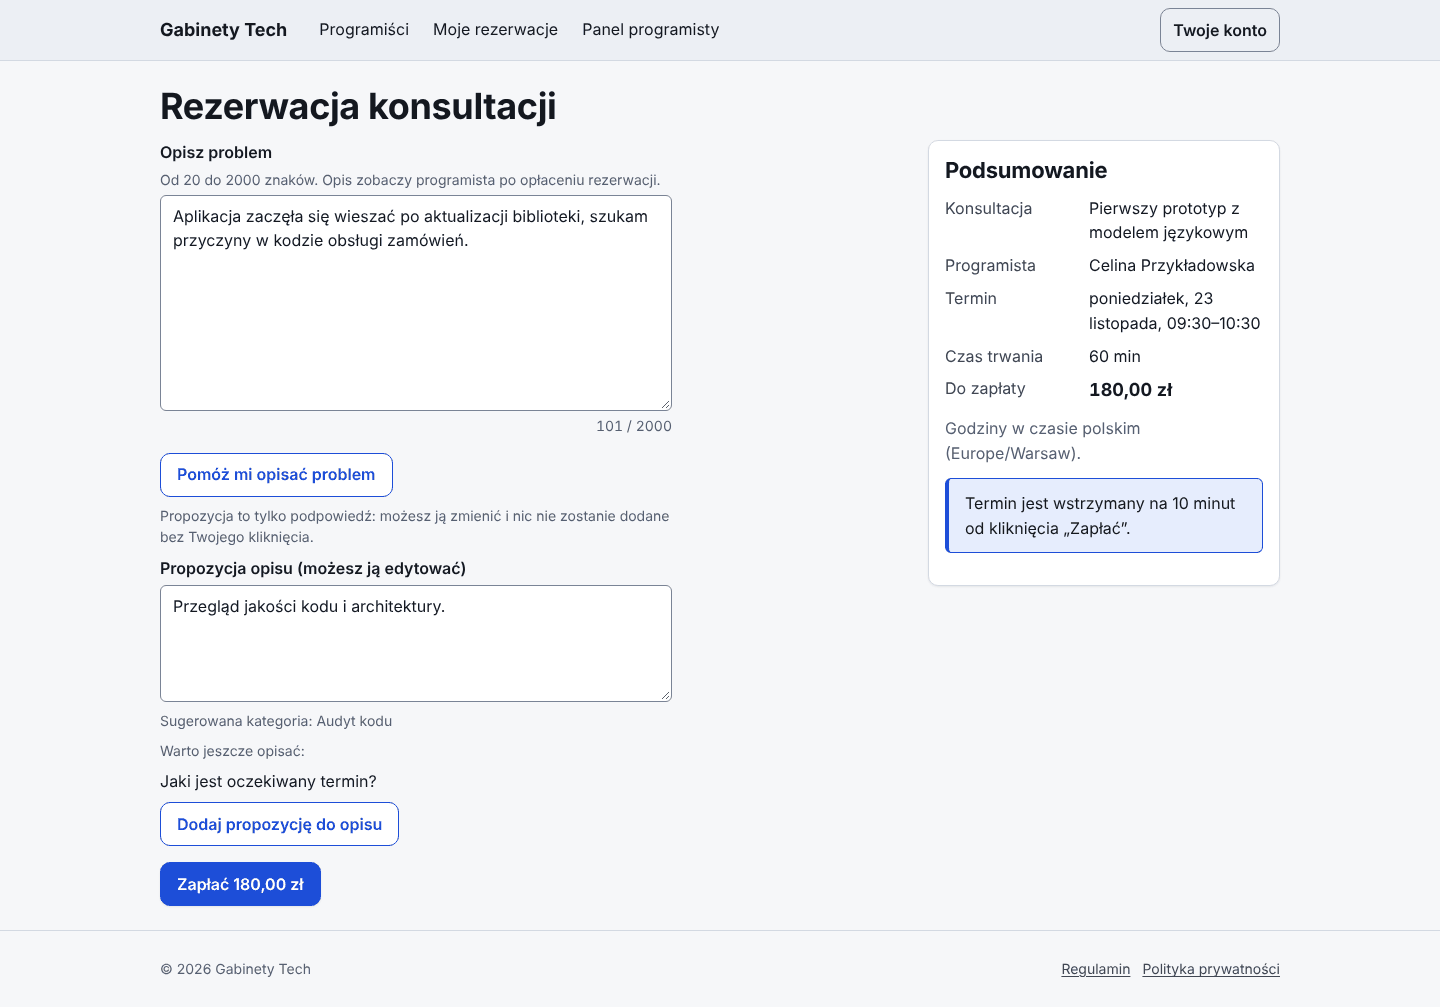 Gabinety Tech
Programiści
Moje rezerwacje
Panel programisty
Twoje konto
Rezerwacja konsultacji
Opisz problem
Od 20 do 2000 znaków. Opis zobaczy programista po opłaceniu rezerwacji.
Aplikacja zaczęła się wieszać po aktualizacji biblioteki, szukam
przyczyny w kodzie obsługi zamówień.
101 / 2000
Pomóż mi opisać problem
Propozycja to tylko podpowiedź: możesz ją zmienić i nic nie zostanie dodane
bez Twojego kliknięcia.
Propozycja opisu (możesz ją edytować)
Przegląd jakości kodu i architektury.
Sugerowana kategoria: Audyt kodu
Warto jeszcze opisać:
Jaki jest oczekiwany termin?
Dodaj propozycję do opisu
Zapłać 180,00 zł
Podsumowanie
Konsultacja
Pierwszy prototyp z
modelem językowym
Programista
Celina Przykładowska
Termin
poniedziałek, 23
listopada, 09:30–10:30
Czas trwania
60 min
Do zapłaty
180,00 zł
Godziny w czasie polskim
(Europe/Warsaw).
Termin jest wstrzymany na 10 minut
od kliknięcia „Zapłać”.
© 2026 Gabinety Tech
Regulamin
Polityka prywatności